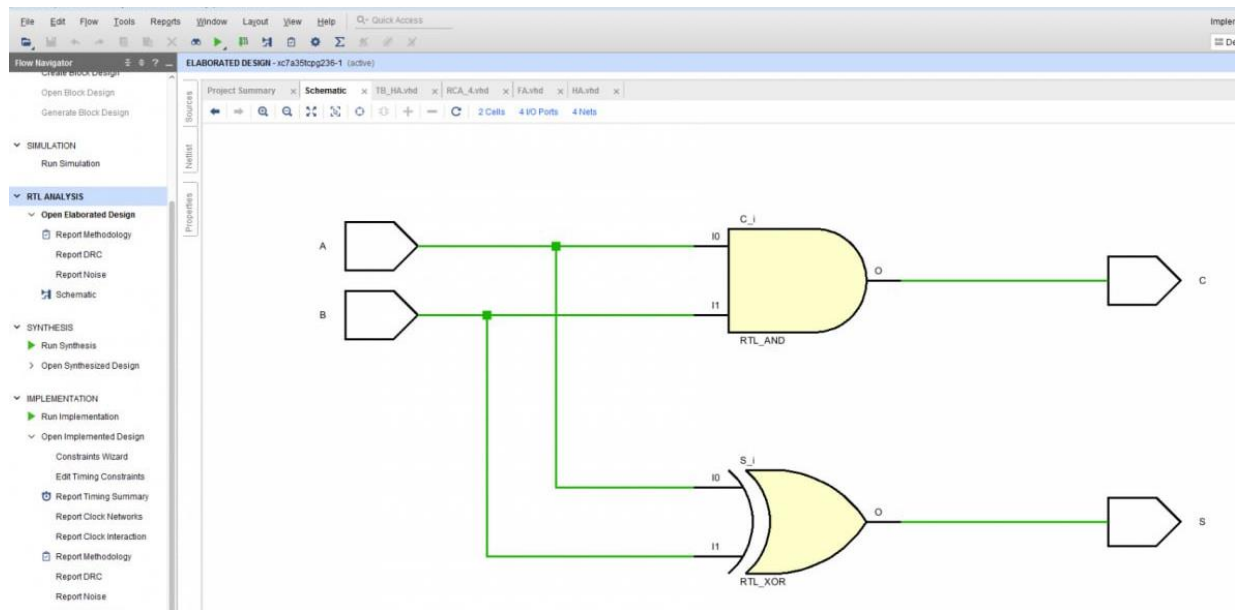 File Edit Flow Tools Reports Window Layout View Help Q- Quick Access
Flow Navigator
ELABORATED DESIGN - xc7a35tcpg236-1 (active)
Create Block Design
Open Block Design
Generate Block Design
SIMULATION
Run Simulation
RTL ANALYSIS
Open Elaborated Design
Report Methodology
Report DRC
Report Noise
Schematic
SYNTHESIS
Run Synthesis
Open Synthesized Design
IMPLEMENTATION
Run Implementation
Open Implemented Design
Constraints Wizard
Edit Timing Constraints
Report Timing Summary
Report Clock Networks
Report Clock Interaction
Report Methodology
Report DRC
Report Noise
Sources
Netlist
Properties
Project Summary Schematic TB_HA.vhd RCA_4.vhd FA.vhd HA.vhd
2 Cells 4 I/O Ports 4 Nets
C_i
A I0
O C
B I1
RTL_AND
S_i
I0
O S
I1
RTL_XOR